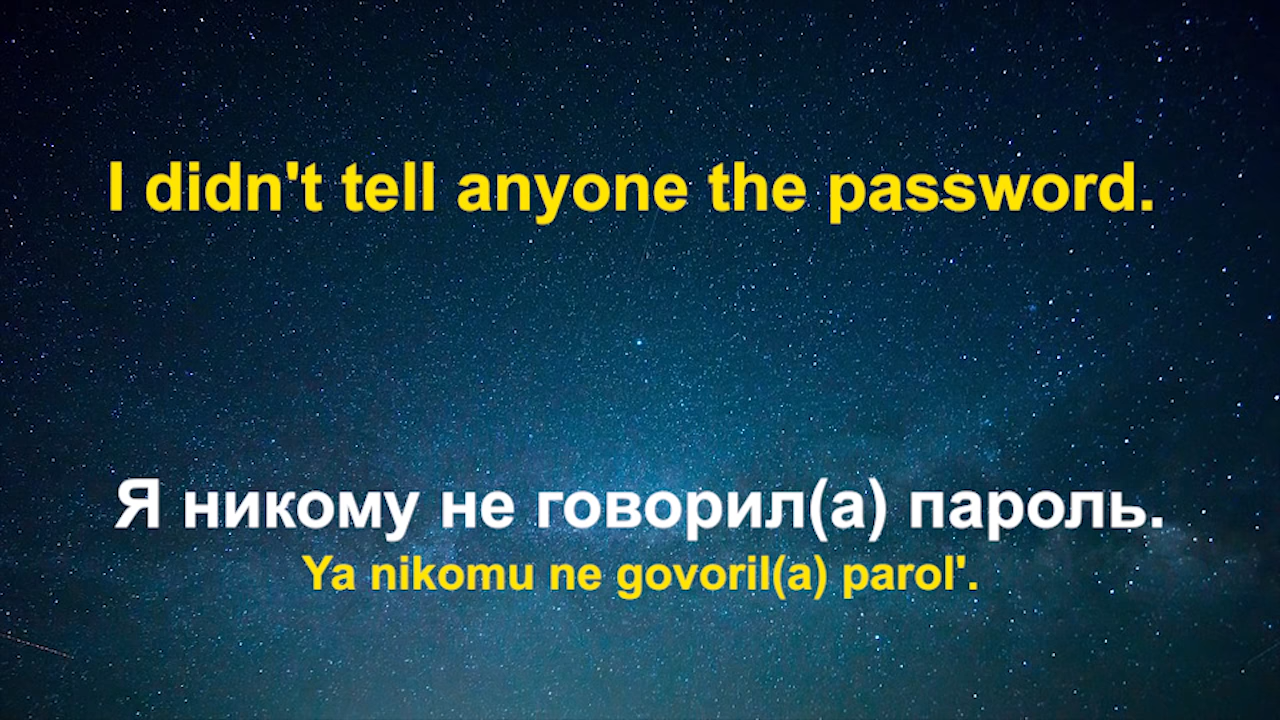 I didn't tell anyone the password.
Я никому не говорил(а) пароль.
Ya nikomu ne govoril(a) parol'.